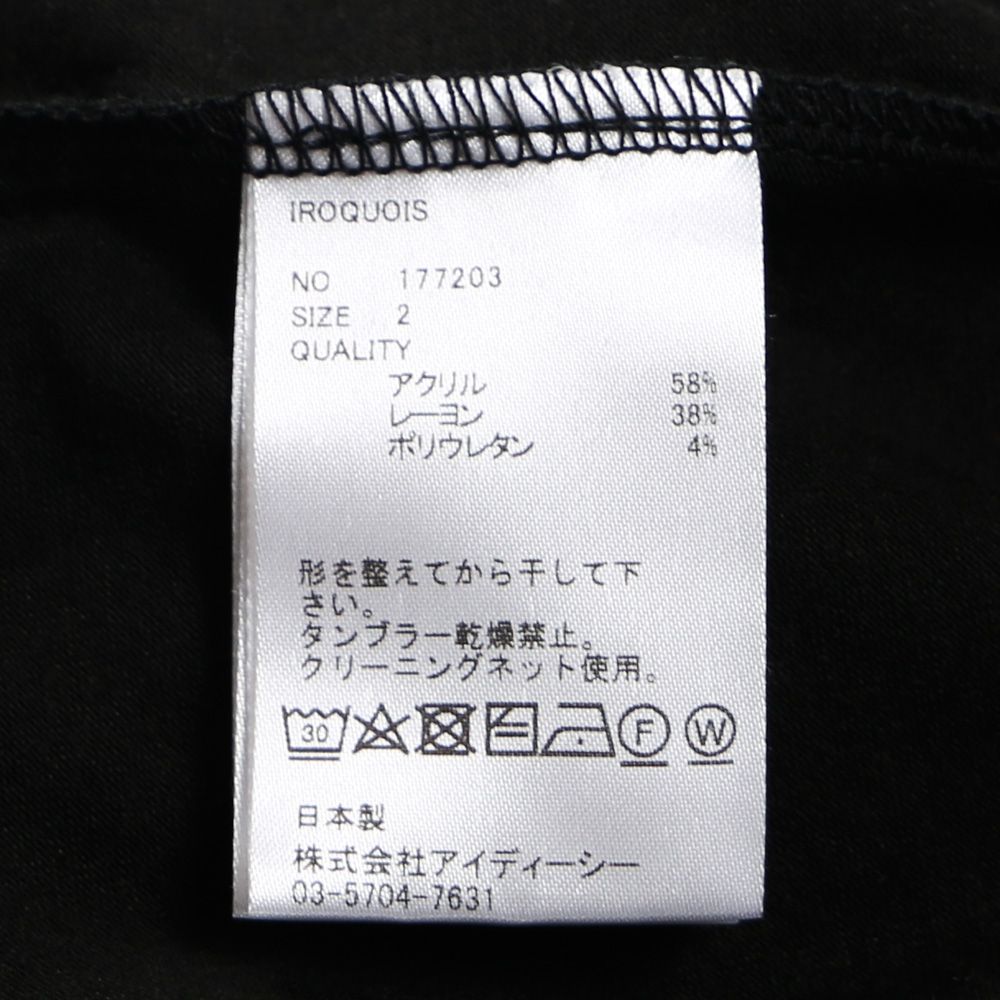 IROQUOIS
NO 177203
SIZE 2
QUALITY
アクリル 58%
レーヨン 38%
ポリウレタン 4%
形を整えてから干して下
さい。
タンブラー乾燥禁止。
クリーニングネット使用。
30 F W
日本製
株式会社アイディーシー
03-5704-7631